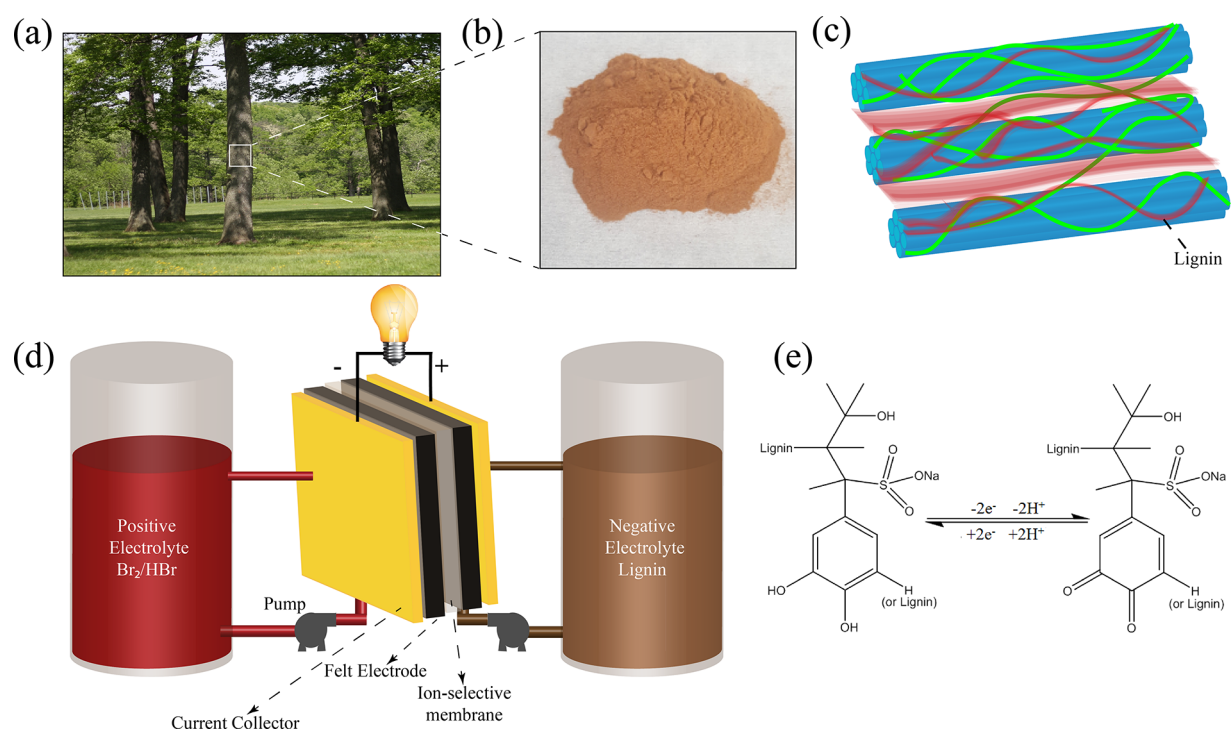 (a)
(b)
(c)
Lignin
(d)
-
+
Positive
Electrolyte
Br₂/HBr
Pump
Negative
Electrolyte
Lignin
Felt Electrode
Ion-selective
membrane
Current Collector
(e)
OH
Lignin
O
S
ONa
O
HO
OH
H
(or Lignin)
-2e⁻ -2H⁺
+2e⁻ +2H⁺
OH
Lignin
O
S
ONa
O
O
O
H
(or Lignin)